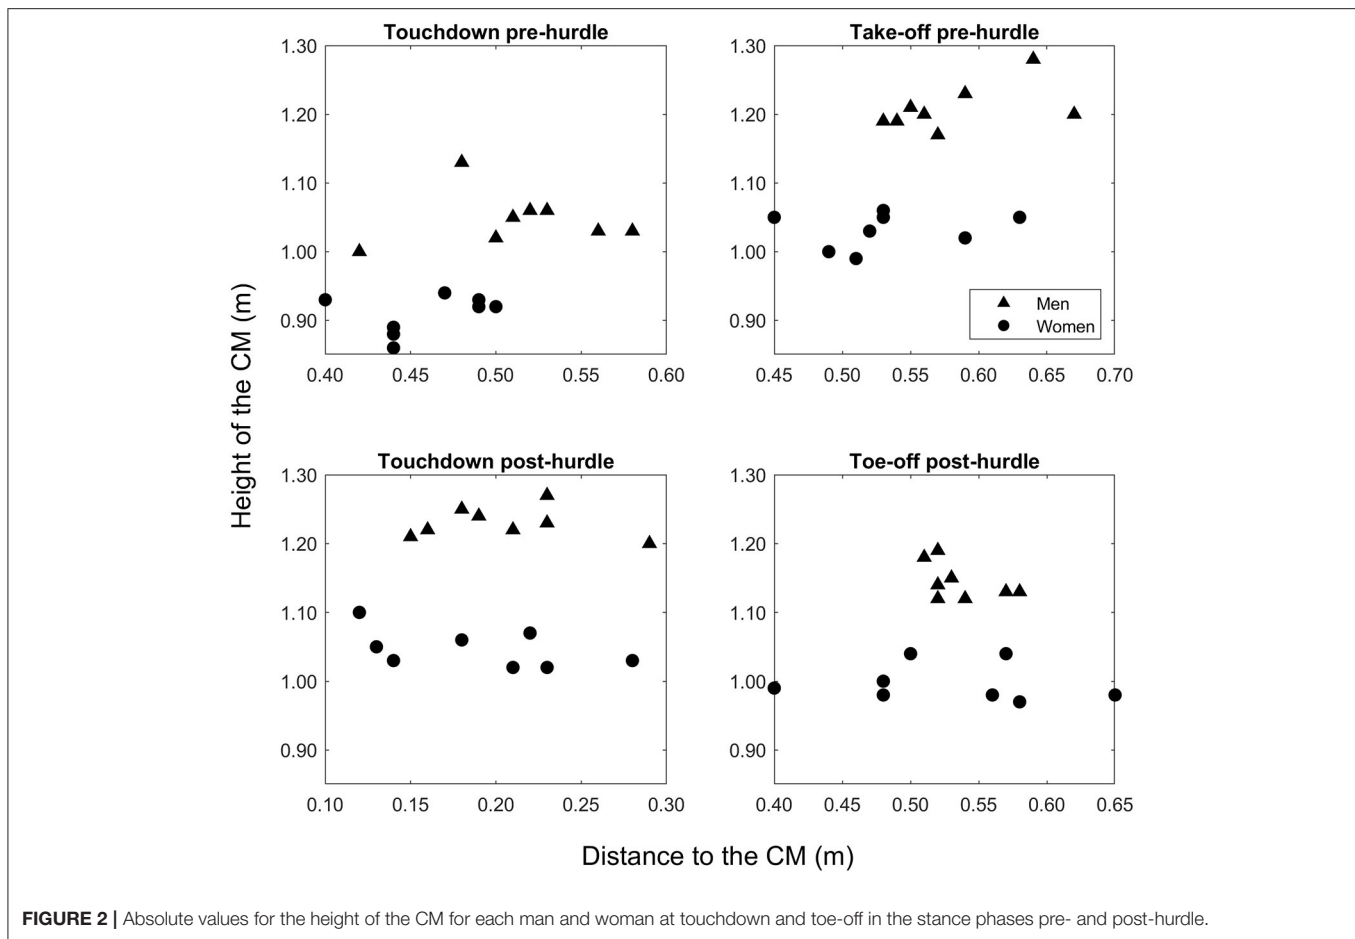 Touchdown pre-hurdle
1.30
1.20
1.10
1.00
0.90
0.40 0.45 0.50 0.55 0.60
Take-off pre-hurdle
1.30
1.20
1.10
1.00
0.90
0.45 0.50 0.55 0.60 0.65 0.70
Men
Women
Height of the CM (m)
Touchdown post-hurdle
1.30
1.20
1.10
1.00
0.90
0.10 0.15 0.20 0.25 0.30
Toe-off post-hurdle
1.30
1.20
1.10
1.00
0.90
0.40 0.45 0.50 0.55 0.60 0.65
Distance to the CM (m)
FIGURE 2 | Absolute values for the height of the CM for each man and woman at touchdown and toe-off in the stance phases pre- and post-hurdle.